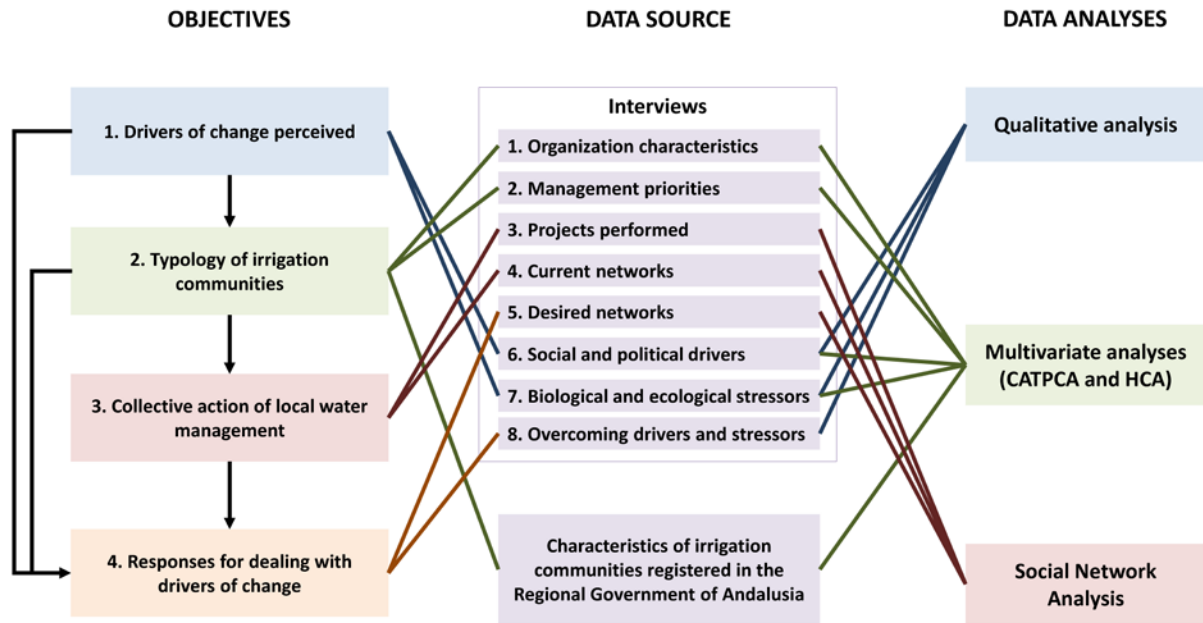 OBJECTIVES
DATA SOURCE
DATA ANALYSES
1. Drivers of change perceived
2. Typology of irrigation
communities
3. Collective action of local water
management
4. Responses for dealing with
drivers of change
Interviews
1. Organization characteristics
2. Management priorities
3. Projects performed
4. Current networks
5. Desired networks
6. Social and political drivers
7. Biological and ecological stressors
8. Overcoming drivers and stressors
Characteristics of irrigation
communities registered in the
Regional Government of Andalusia
Qualitative analysis
Multivariate analyses
(CATPCA and HCA)
Social Network
Analysis